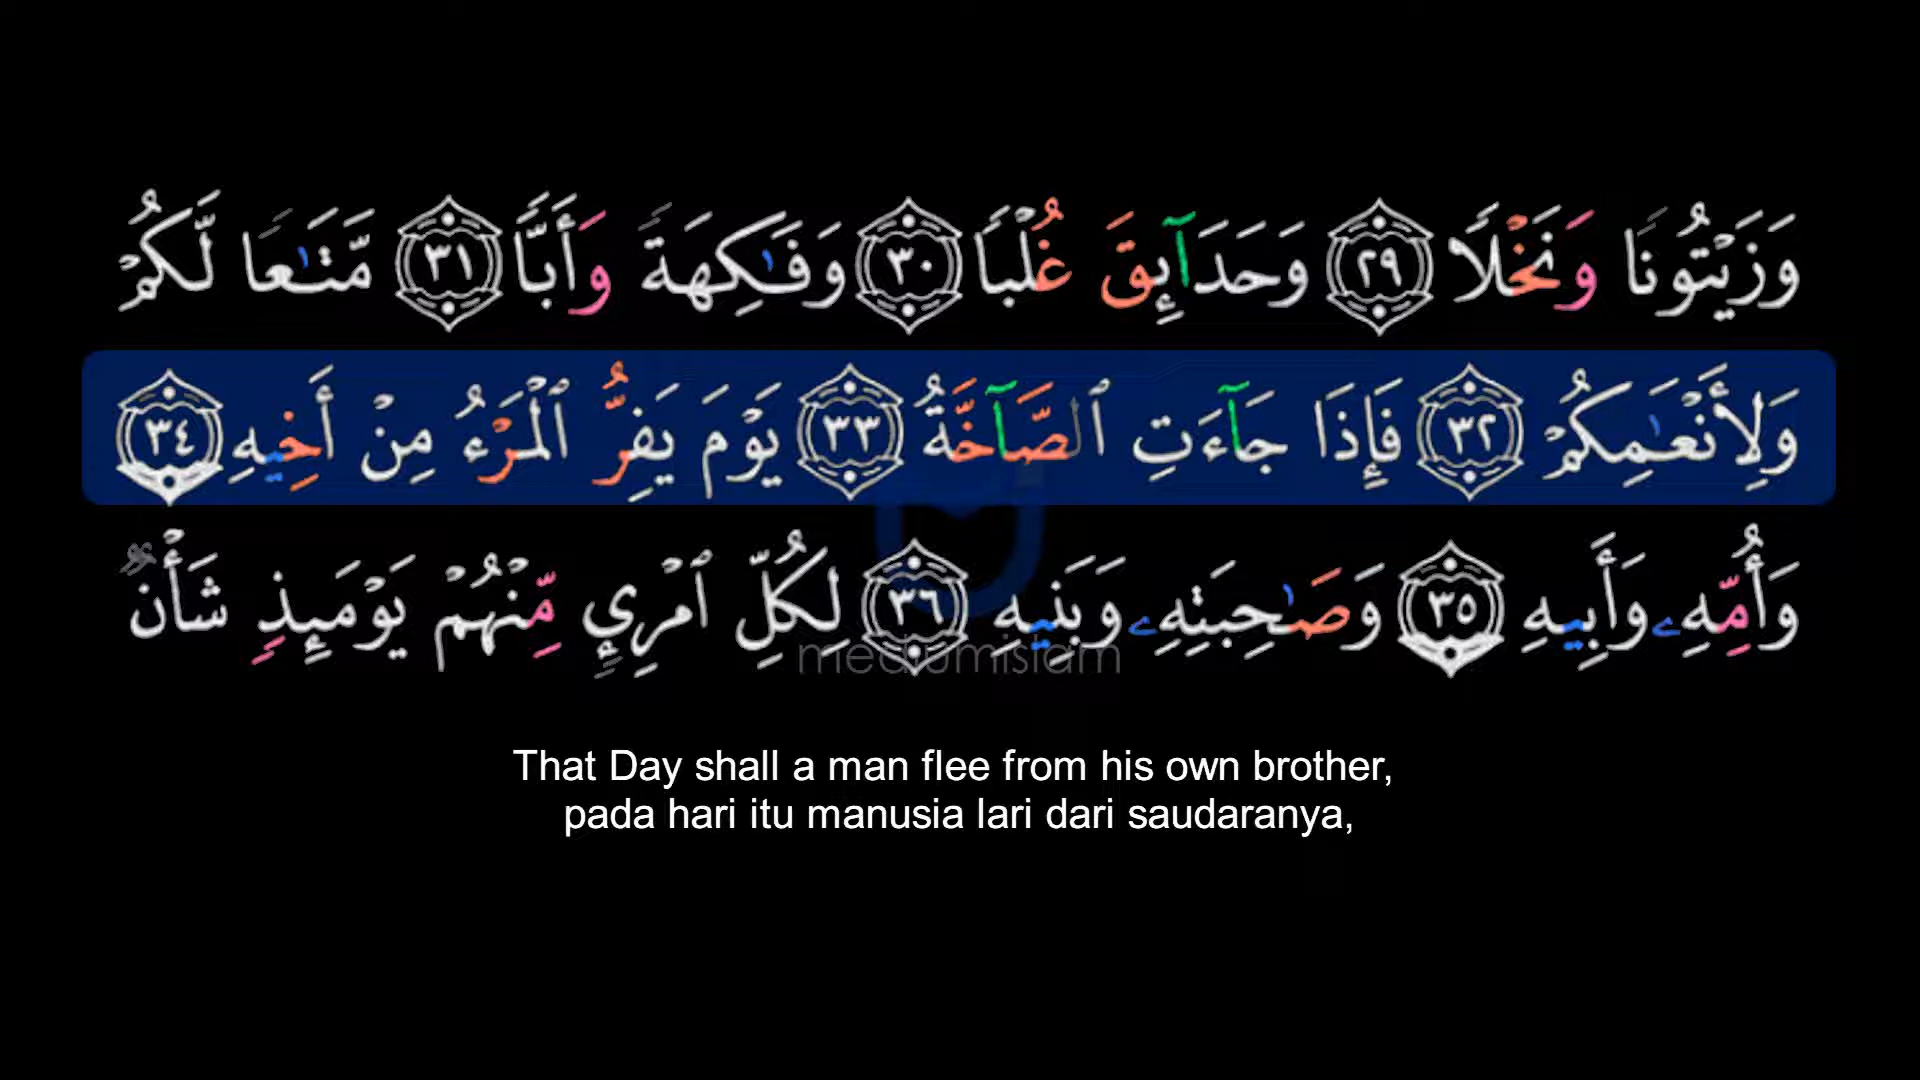 وَزَيْتُونًا وَنَخْلًا ٢٩ وَحَدَآئِقَ غُلْبًا ٣٠ وَفَـٰكِهَةً وَأَبًّا ٣١ مَّتَـٰعًا لَّكُمْ
وَلِأَنْعَـٰمِكُمْ ٣٢ فَإِذَا جَآءَتِ ٱلصَّآخَّةُ ٣٣ يَوْمَ يَفِرُّ ٱلْمَرْءُ مِنْ أَخِيهِ ٣٤
وَأُمِّهِۦ وَأَبِيهِ ٣٥ وَصَـٰحِبَتِهِۦ وَبَنِيهِ ٣٦ لِكُلِّ ٱمْرِئٍ مِّنْهُمْ يَوْمَئِذٍ شَأْنٌ
mediumislam
That Day shall a man flee from his own brother,
pada hari itu manusia lari dari saudaranya,